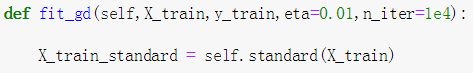 def fit_gd(self,X_train,y_train,eta=0.01,n_iter=1e4):
X_train_standard = self.standard(X_train)